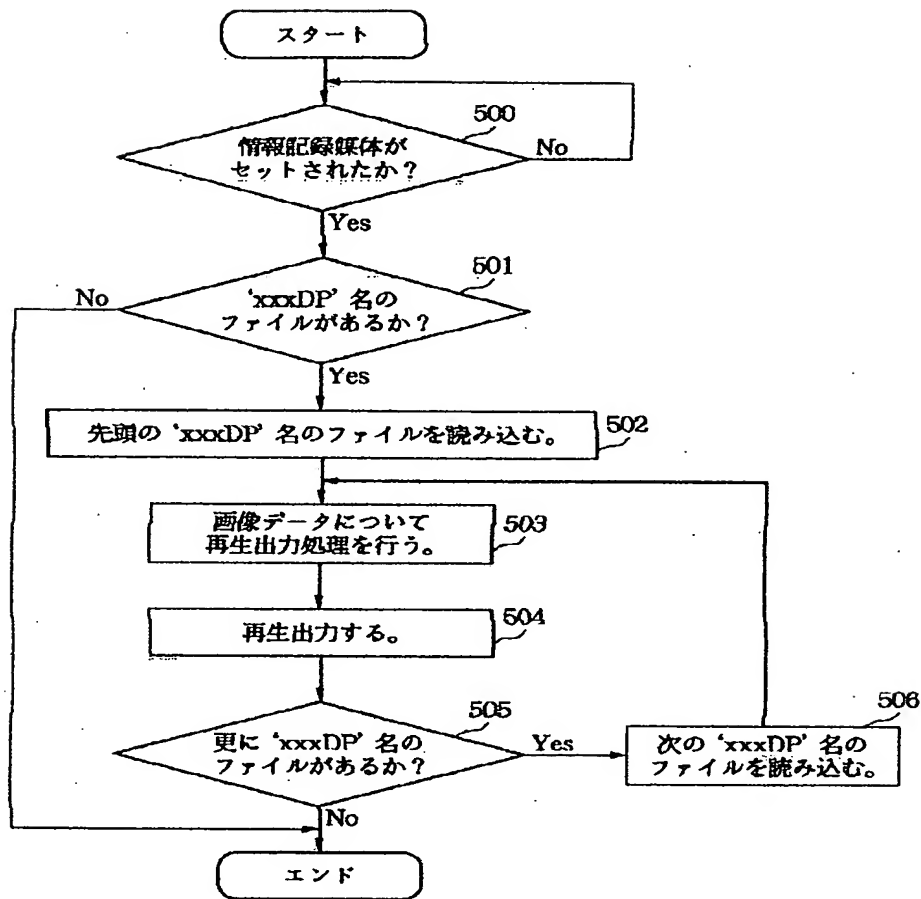 スタート
500
情報記録媒体が
セットされたか？
No
Yes
501
No
‘xxxDP’ 名の
ファイルがあるか？
Yes
先頭の ‘xxxDP’ 名のファイルを読み込む。
502
画像データについて
再生出力処理を行う。
503
再生出力する。
504
505
更に ‘xxxDP’ 名の
ファイルがあるか？
Yes
506
次の ‘xxxDP’ 名の
ファイルを読み込む。
No
エンド